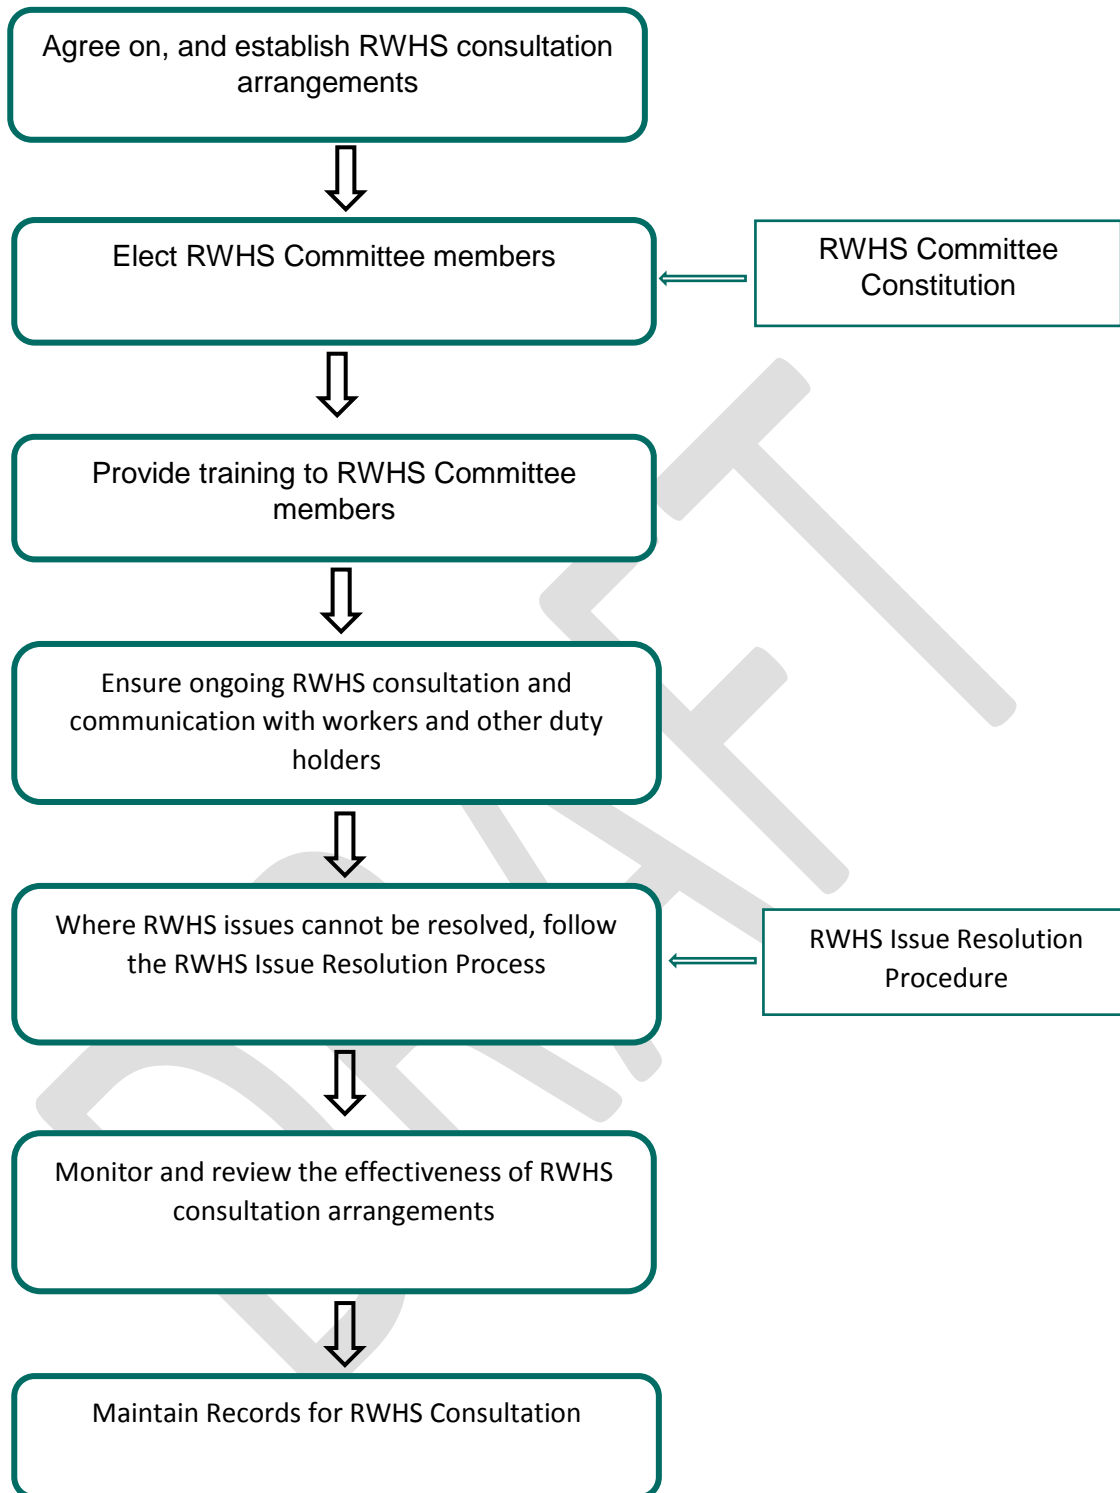 Agree on, and establish RWHS consultation
arrangements
Elect RWHS Committee members
RWHS Committee
Constitution
Provide training to RWHS Committee
members
Ensure ongoing RWHS consultation and
communication with workers and other duty
holders
Where RWHS issues cannot be resolved, follow
the RWHS Issue Resolution Process
RWHS Issue Resolution
Procedure
Monitor and review the effectiveness of RWHS
consultation arrangements
Maintain Records for RWHS Consultation
DRAFT